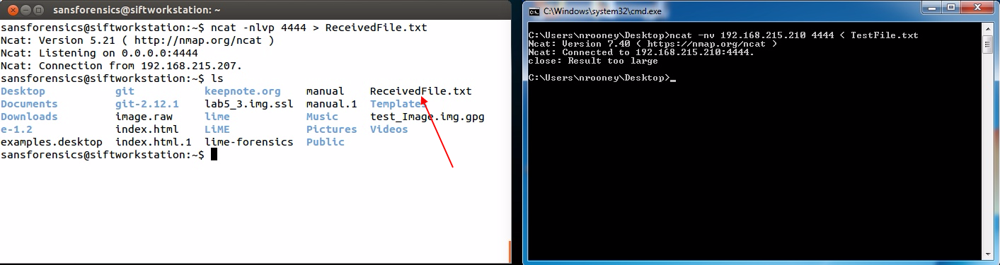 sansforensics@siftworkstation: ~
sansforensics@siftworkstation:~$ ncat -nlvp 4444 > ReceivedFile.txt
Ncat: Version 5.21 ( http://nmap.org/ncat )
Ncat: Listening on 0.0.0.0:4444
Ncat: Connection from 192.168.215.207.
sansforensics@siftworkstation:~$ ls
Desktop git keepnote.org manual ReceivedFile.txt
Documents git-2.12.1 lab5_3.img.ssl manual.1 Templates
Downloads image.raw lime Music test_Image.img.gpg
e-1.2 index.html LiME Pictures Videos
examples.desktop index.html.1 lime-forensics Public
sansforensics@siftworkstation:~$
C:\Windows\system32\cmd.exe
C:\Users\nrooney\Desktop>ncat -nv 192.168.215.210 4444 < TestFile.txt
Ncat: Version 7.40 ( https://nmap.org/ncat )
Ncat: Connected to 192.168.215.210:4444.
close: Result too large
C:\Users\nrooney\Desktop>_